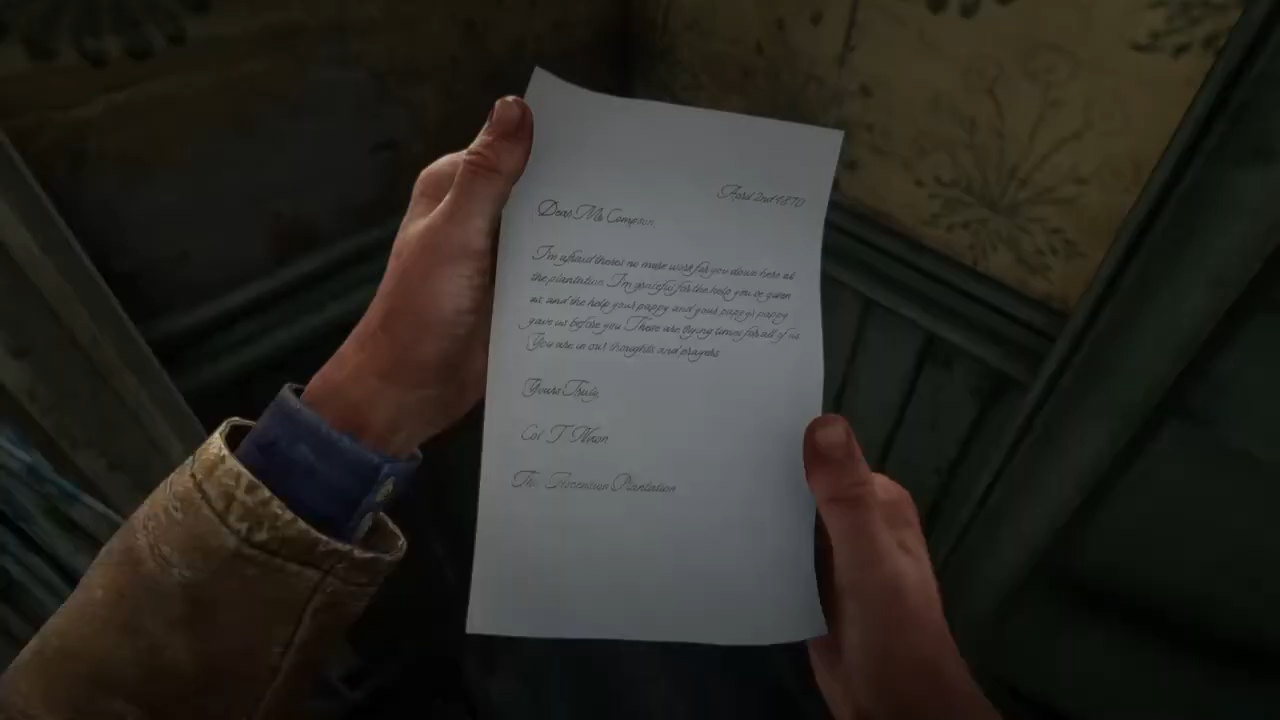 April 2nd 1870
Dear Mr Compson,
I'm afraid there's no more work for you down here at
the plantation. I'm grateful for the help you've given
us, and the help your pappy and your pappy's pappy
gave us before you. These are trying times for all of us.
You are in our thoughts and prayers.
Yours Truly,
Col T Nixon
Plantation